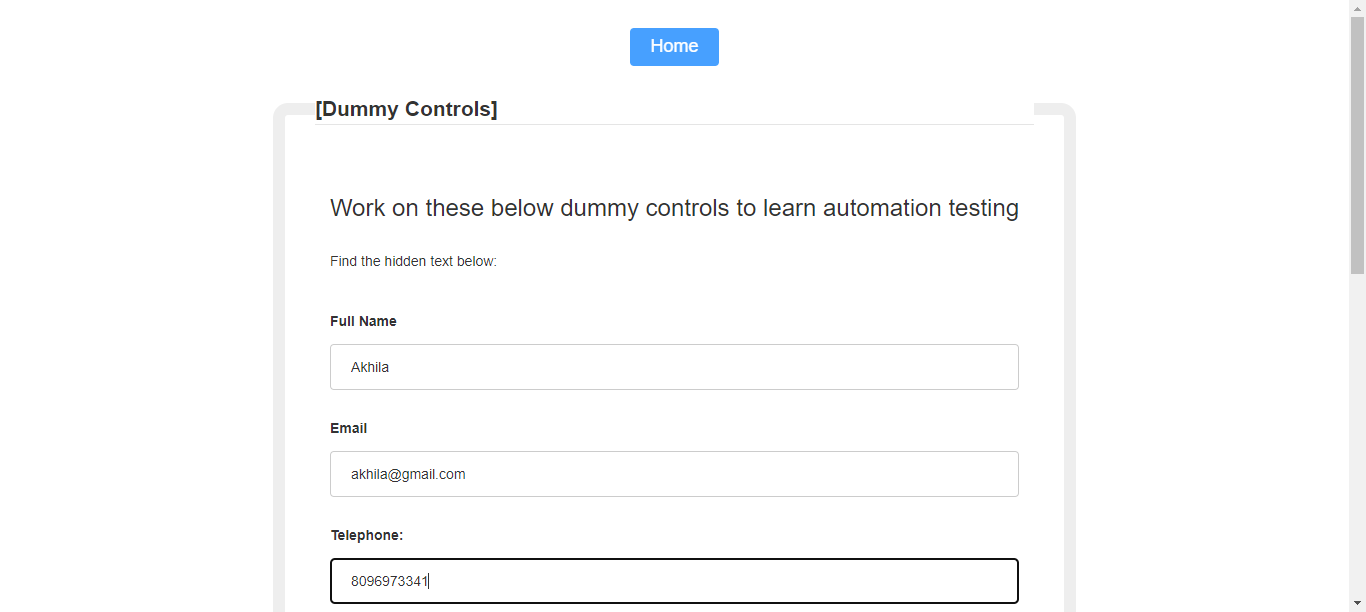 Home
[Dummy Controls]
Work on these below dummy controls to learn automation testing
Find the hidden text below:
Full Name
Akhila
Email
akhila@gmail.com
Telephone:
8096973341